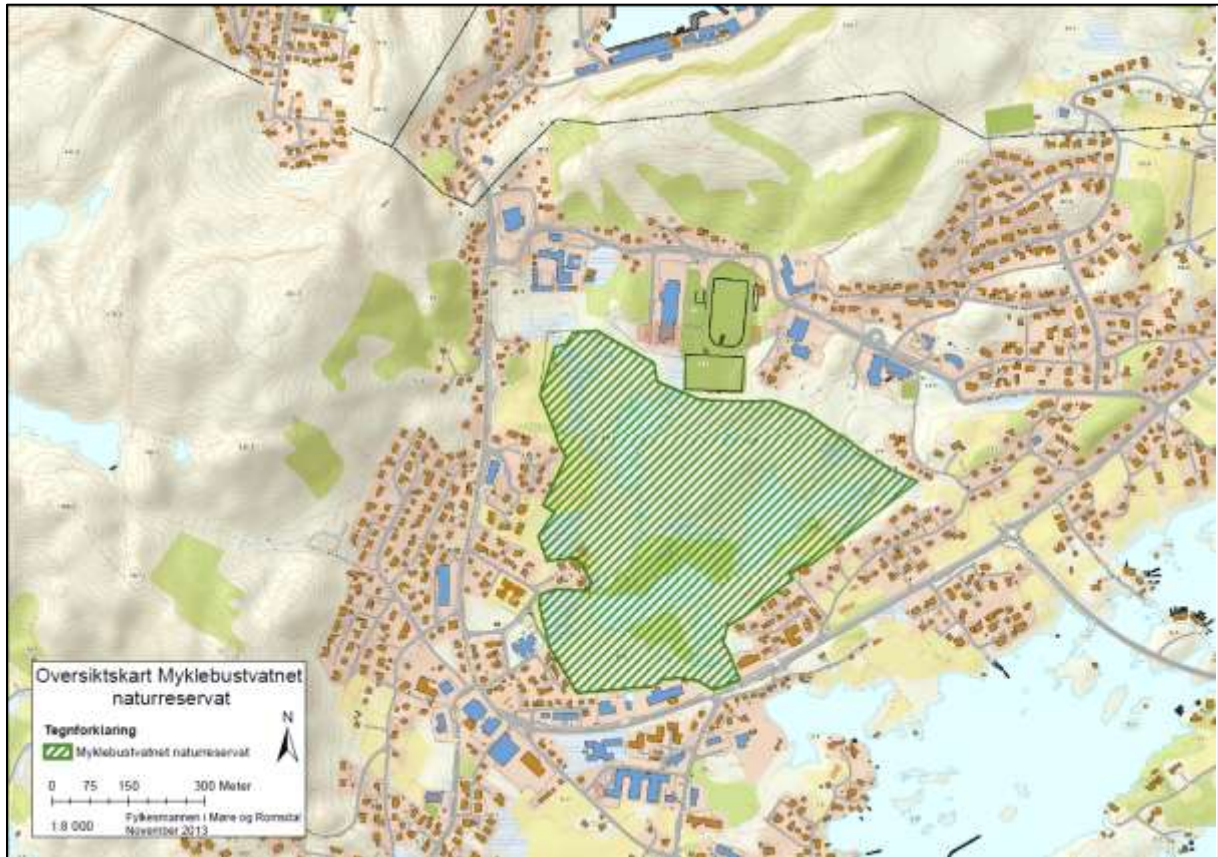 Oversiktskart Myklebustvatnet
naturreservat
Tegnforklaring
N
Myklebustvatnet naturreservat
0 75 150 300 Meter
1:8 000
Fylkesmannen i Møre og Romsdal
November 2013